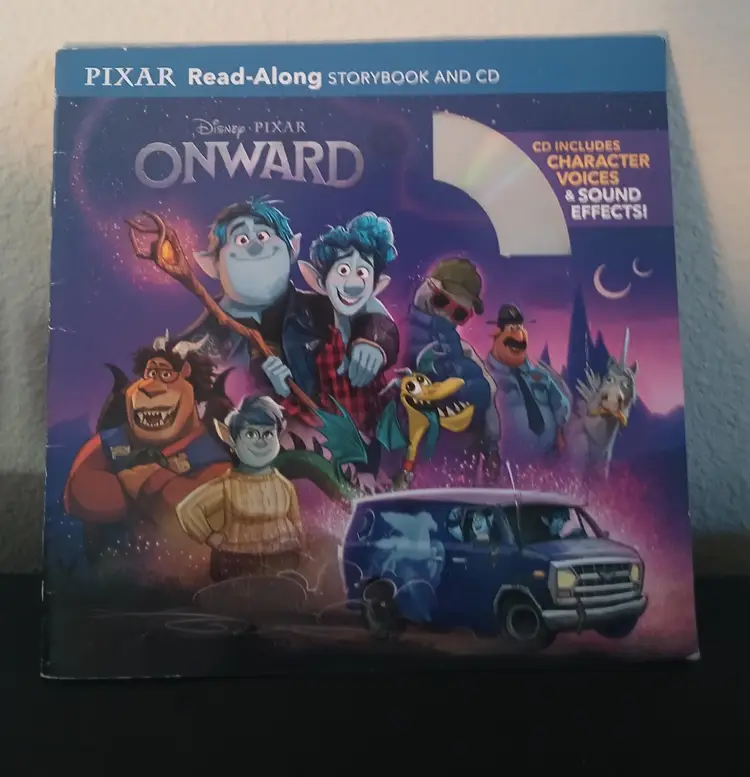 PIXAR Read-Along STORYBOOK AND CD
Disney · PIXAR
ONWARD
CD INCLUDES
CHARACTER
VOICES
& SOUND
EFFECTS!